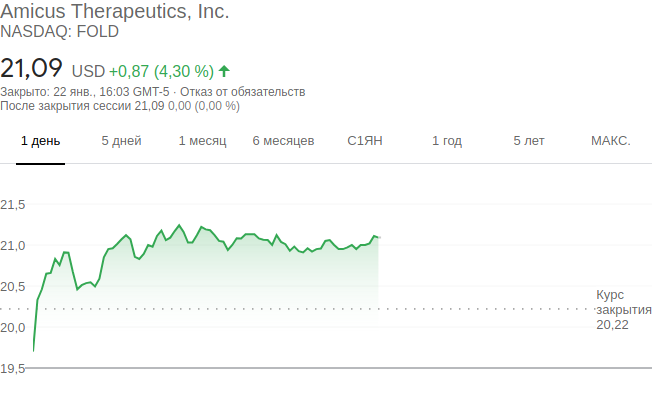 Amicus Therapeutics, Inc.
NASDAQ: FOLD
21,09 USD +0,87 (4,30 %)
Закрыто: 22 янв., 16:03 GMT-5 · Отказ от обязательств
После закрытия сессии 21,09 0,00 (0,00 %)
1 день 5 дней 1 месяц 6 месяцев С1ЯН 1 год 5 лет МАКС.
21,5
21,0
20,5
20,0
19,5
Курс
закрытия
20,22